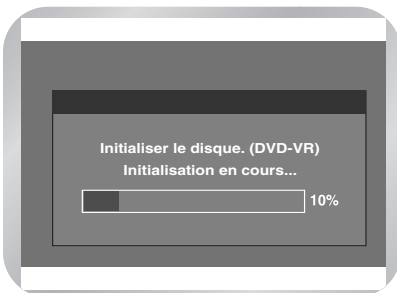 Initialiser le disque. (DVD-VR)
Initialisation en cours...
10%